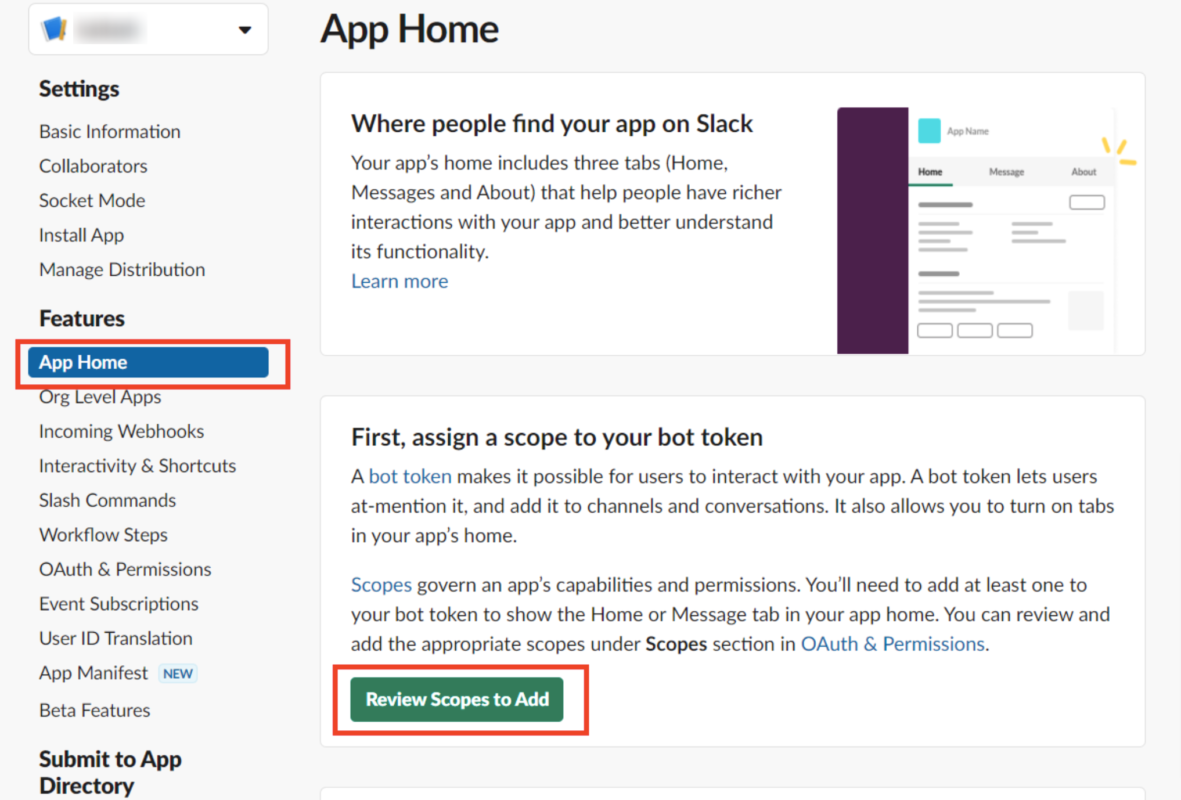 App Home
Settings
Basic Information
Collaborators
Socket Mode
Install App
Manage Distribution
Features
App Home
Org Level Apps
Incoming Webhooks
Interactivity & Shortcuts
Slash Commands
Workflow Steps
OAuth & Permissions
Event Subscriptions
User ID Translation
App Manifest NEW
Beta Features
Submit to App
Directory
Where people find your app on Slack
Your app’s home includes three tabs (Home,
Messages and About) that help people have richer
interactions with your app and better understand
its functionality.
Learn more
App Name
Home Message About
First, assign a scope to your bot token
A bot token makes it possible for users to interact with your app. A bot token lets users
at-mention it, and add it to channels and conversations. It also allows you to turn on tabs
in your app’s home.
Scopes govern an app’s capabilities and permissions. You’ll need to add at least one to
your bot token to show the Home or Message tab in your app home. You can review and
add the appropriate scopes under Scopes section in OAuth & Permissions.
Review Scopes to Add